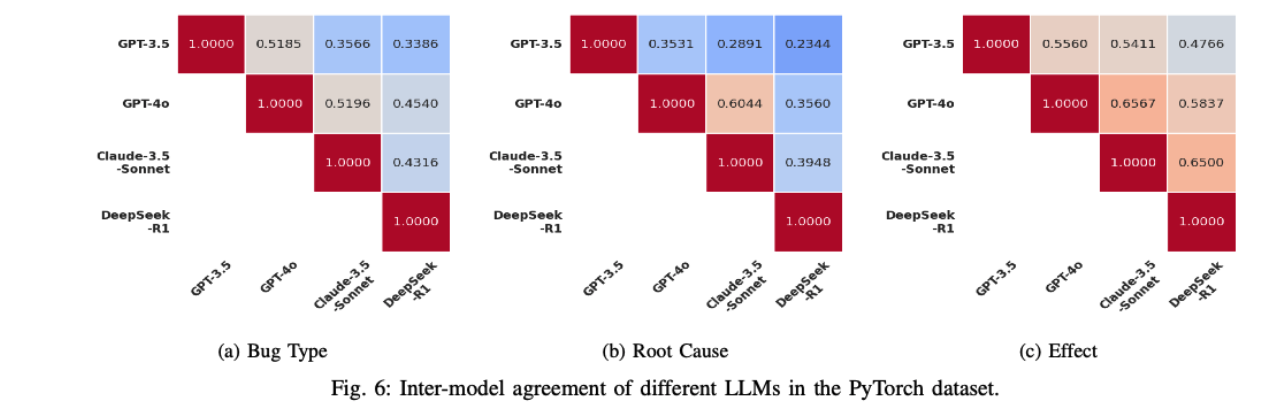 GPT-3.5 1.0000 0.5185 0.3566 0.3386
GPT-4o 1.0000 0.5196 0.4540
Claude-3.5
-Sonnet 1.0000 0.4316
DeepSeek
-R1 1.0000
GPT-3.5 GPT-4o Claude-3.5
-Sonnet DeepSeek
-R1
(a) Bug Type
GPT-3.5 1.0000 0.3531 0.2891 0.2344
GPT-4o 1.0000 0.6044 0.3560
Claude-3.5
-Sonnet 1.0000 0.3948
DeepSeek
-R1 1.0000
GPT-3.5 GPT-4o Claude-3.5
-Sonnet DeepSeek
-R1
(b) Root Cause
GPT-3.5 1.0000 0.5560 0.5411 0.4766
GPT-4o 1.0000 0.6567 0.5837
Claude-3.5
-Sonnet 1.0000 0.6500
DeepSeek
-R1 1.0000
GPT-3.5 GPT-4o Claude-3.5
-Sonnet DeepSeek
-R1
(c) Effect
Fig. 6: Inter-model agreement of different LLMs in the PyTorch dataset.